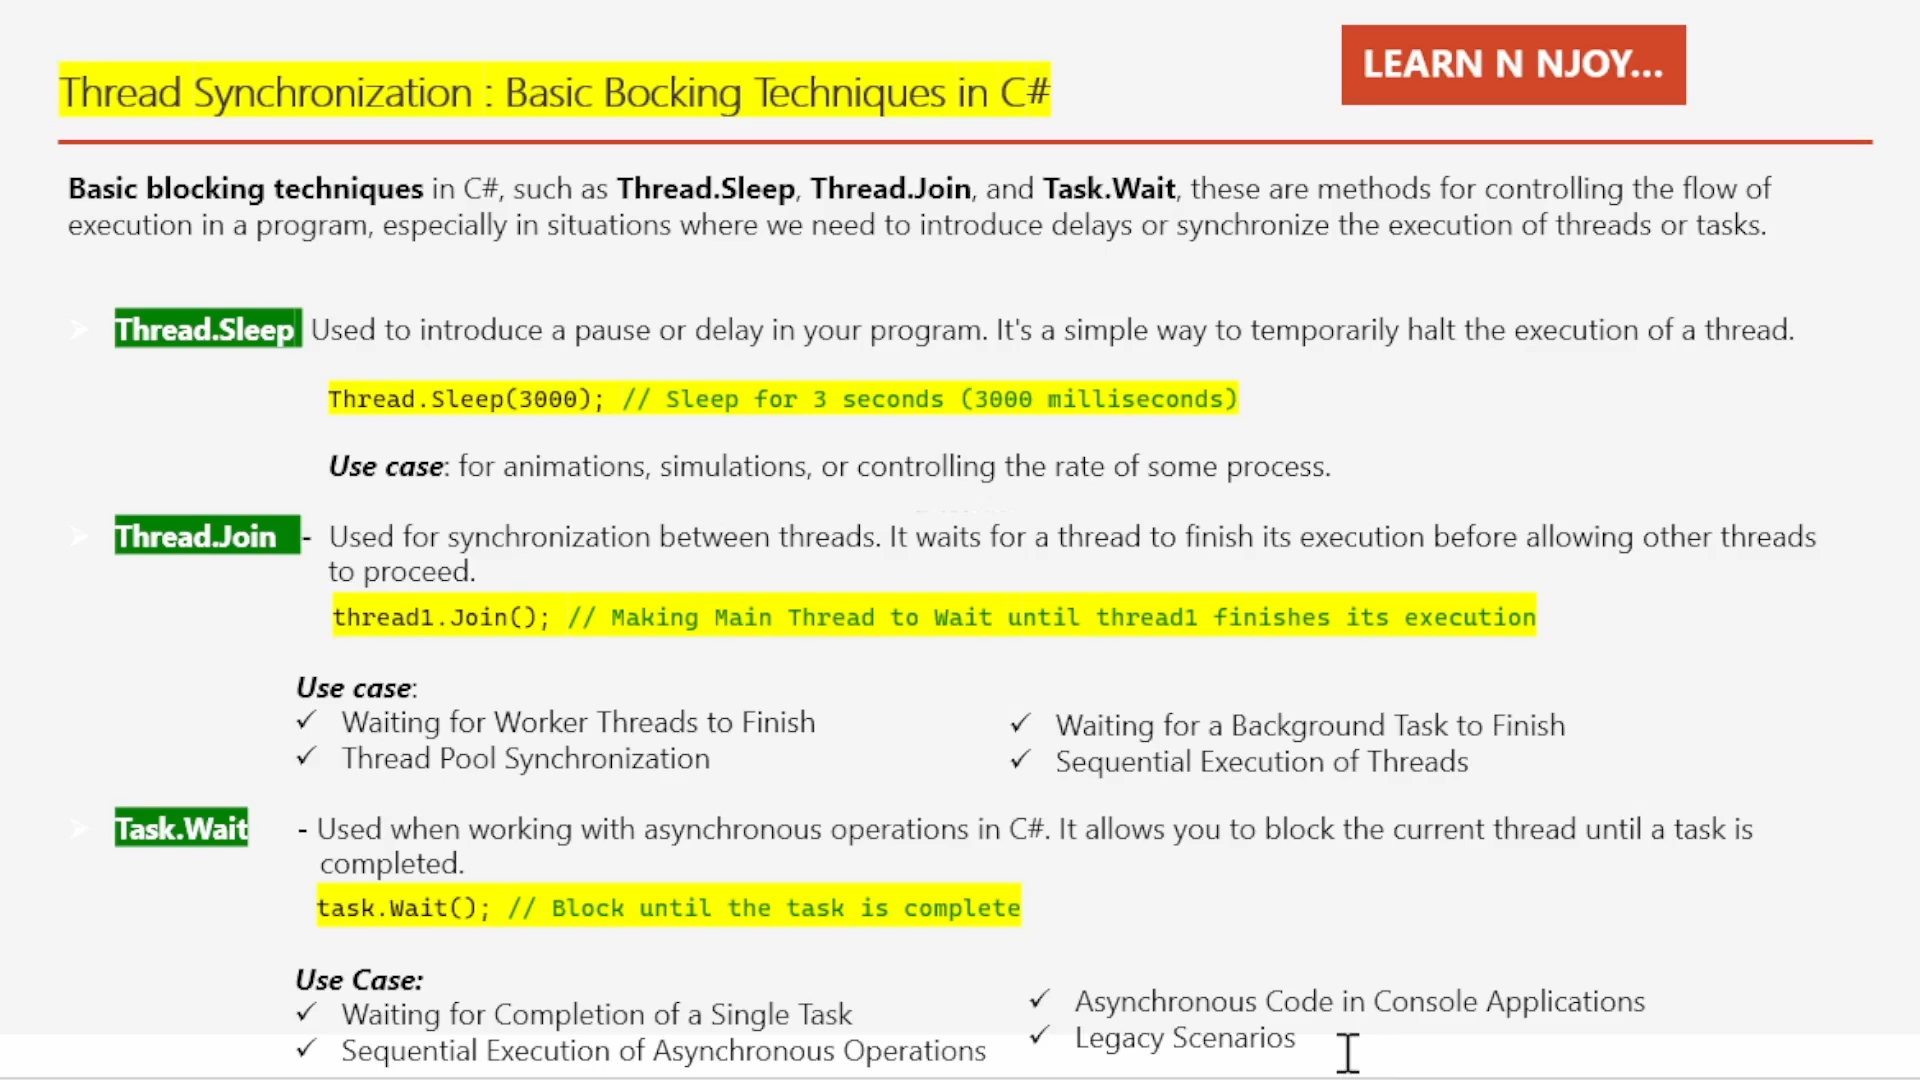 LEARN N NJOY...
Thread Synchronization : Basic Bocking Techniques in C#
Basic blocking techniques in C#, such as Thread.Sleep, Thread.Join, and Task.Wait, these are methods for controlling the flow of
execution in a program, especially in situations where we need to introduce delays or synchronize the execution of threads or tasks.
Thread.Sleep Used to introduce a pause or delay in your program. It's a simple way to temporarily halt the execution of a thread.
Thread.Sleep(3000); // Sleep for 3 seconds (3000 milliseconds)
Use case: for animations, simulations, or controlling the rate of some process.
Thread.Join - Used for synchronization between threads. It waits for a thread to finish its execution before allowing other threads
to proceed.
thread1.Join(); // Making Main Thread to Wait until thread1 finishes its execution
Use case:
✓ Waiting for Worker Threads to Finish
✓ Thread Pool Synchronization
✓ Waiting for a Background Task to Finish
✓ Sequential Execution of Threads
Task.Wait - Used when working with asynchronous operations in C#. It allows you to block the current thread until a task is
completed.
task.Wait(); // Block until the task is complete
Use Case:
✓ Waiting for Completion of a Single Task
✓ Sequential Execution of Asynchronous Operations
✓ Asynchronous Code in Console Applications
✓ Legacy Scenarios